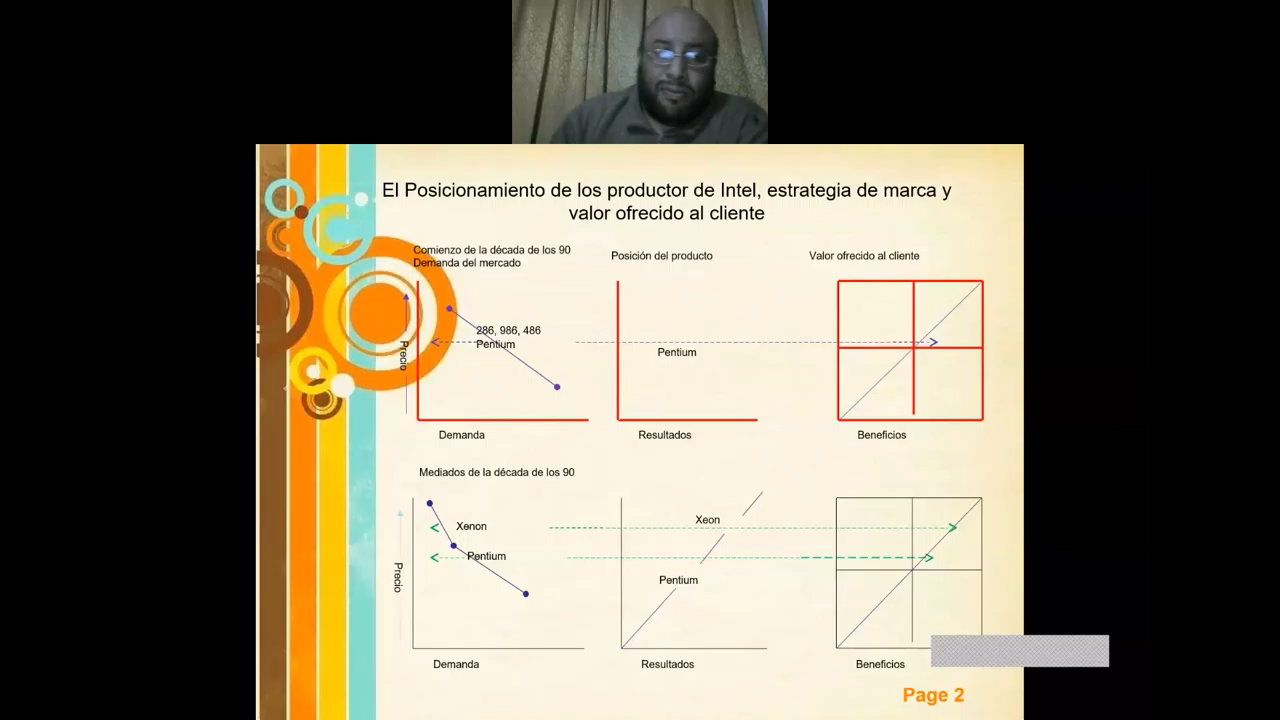 El Posicionamiento de los productor de Intel, estrategia de marca y
valor ofrecido al cliente
Comienzo de la década de los 90
Demanda del mercado
Posición del producto
Valor ofrecido al cliente
Precio
286, 986, 486
Pentium
Pentium
Demanda
Resultados
Beneficios
Mediados de la década de los 90
Precio
Xenon
Pentium
Xeon
Pentium
Demanda
Resultados
Beneficios
Page 2